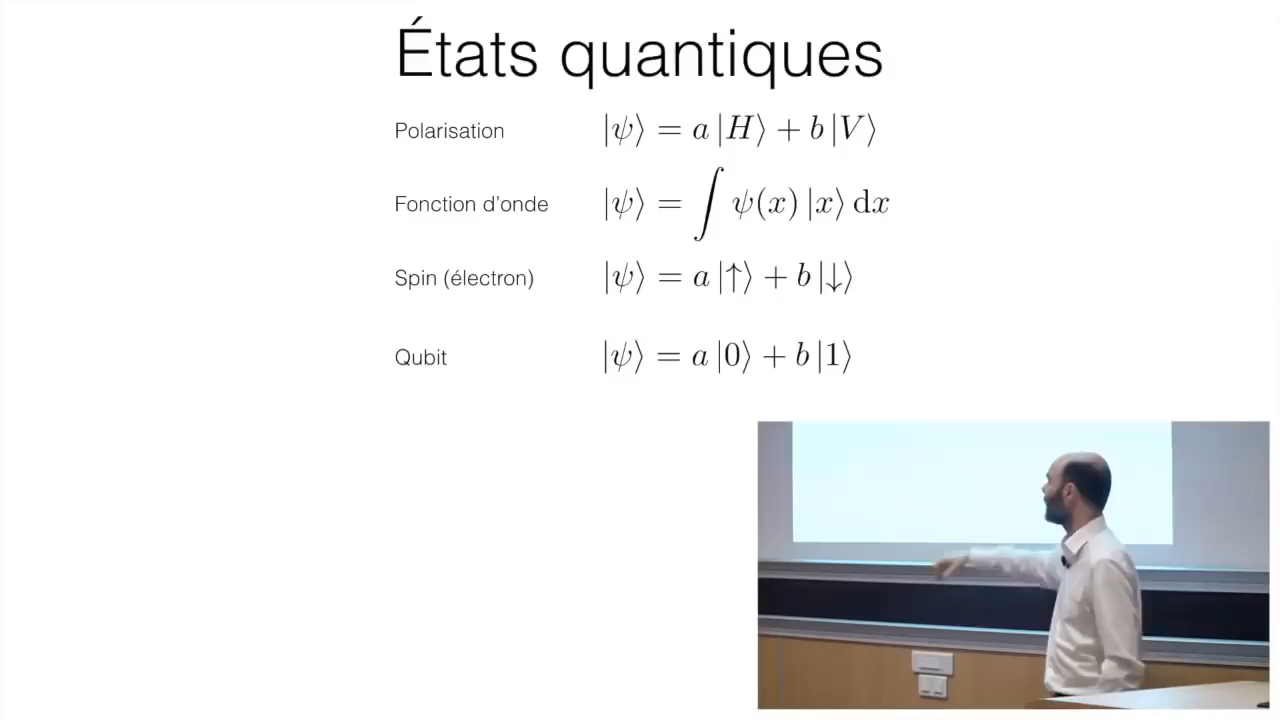 États quantiques
Polarisation |ψ⟩ = a |H⟩ + b |V⟩
Fonction d'onde |ψ⟩ = ∫ ψ(x) |x⟩ dx
Spin (électron) |ψ⟩ = a |↑⟩ + b |↓⟩
Qubit |ψ⟩ = a |0⟩ + b |1⟩